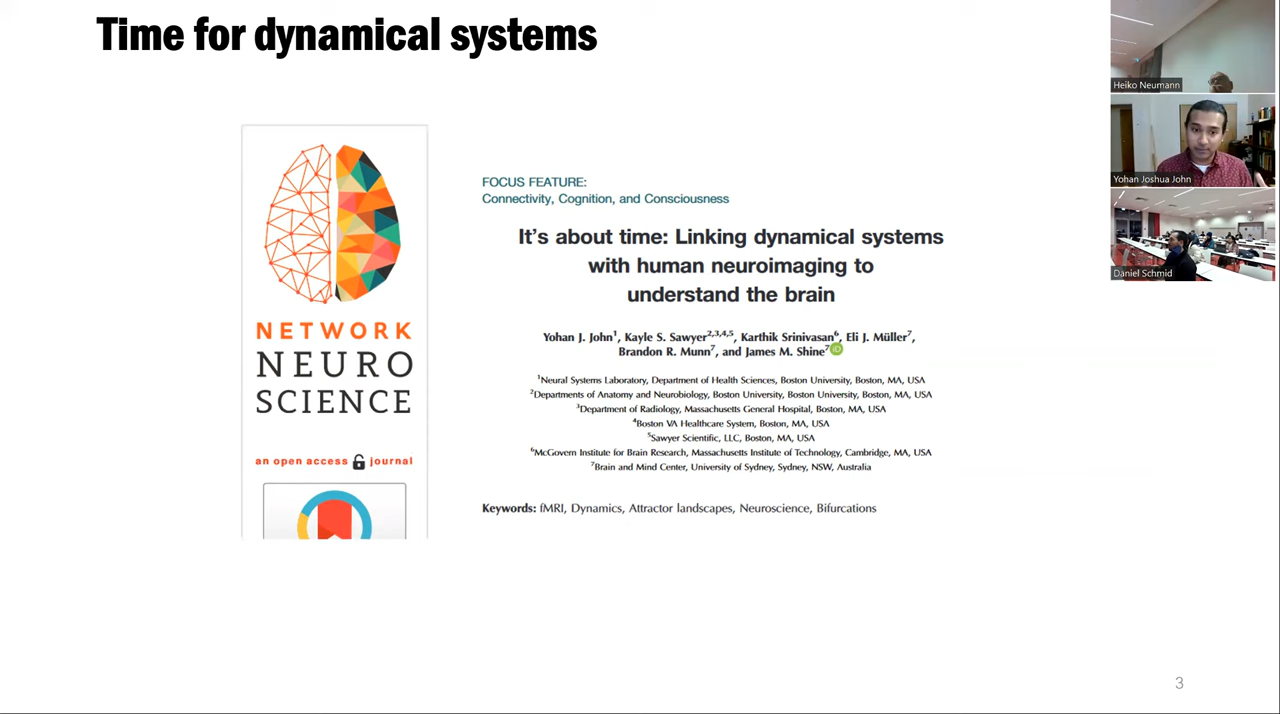 Time for dynamical systems
NETWORK
NEURO
SCIENCE
an open access journal
FOCUS FEATURE:
Connectivity, Cognition, and Consciousness
It's about time: Linking dynamical systems
with human neuroimaging to
understand the brain
Yohan J. John1, Kayle S. Sawyer2,3,4,5, Karthik Srinivasan6, Eli J. Müller7,
Brandon R. Munn7, and James M. Shine7 iD
1Neural Systems Laboratory, Department of Health Sciences, Boston University, Boston, MA, USA
2Departments of Anatomy and Neurobiology, Boston University, Boston University, Boston, MA, USA
3Department of Radiology, Massachusetts General Hospital, Boston, MA, USA
4Boston VA Healthcare System, Boston, MA, USA
5Sawyer Scientific, LLC, Boston, MA, USA
6McGovern Institute for Brain Research, Massachusetts Institute of Technology, Cambridge, MA, USA
7Brain and Mind Center, University of Sydney, Sydney, NSW, Australia
Keywords: fMRI, Dynamics, Attractor landscapes, Neuroscience, Bifurcations
Heiko Neumann
Yohan Joshua John
Daniel Schmid
3